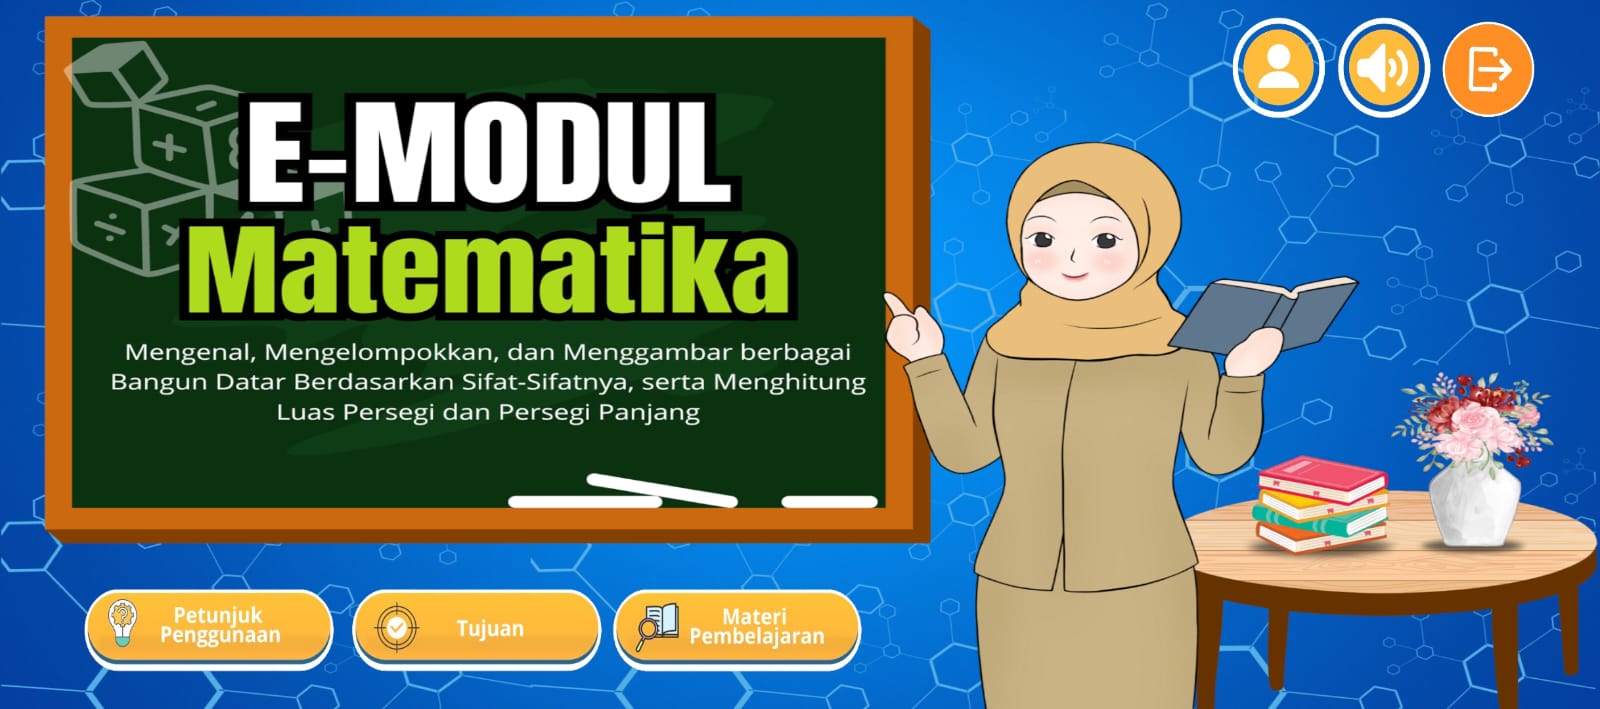 E-MODUL
Matematika
Mengenal, Mengelompokkan, dan Menggambar berbagai
Bangun Datar Berdasarkan Sifat-Sifatnya, serta Menghitung
Luas Persegi dan Persegi Panjang
Petunjuk
Penggunaan
Tujuan
Materi
Pembelajaran